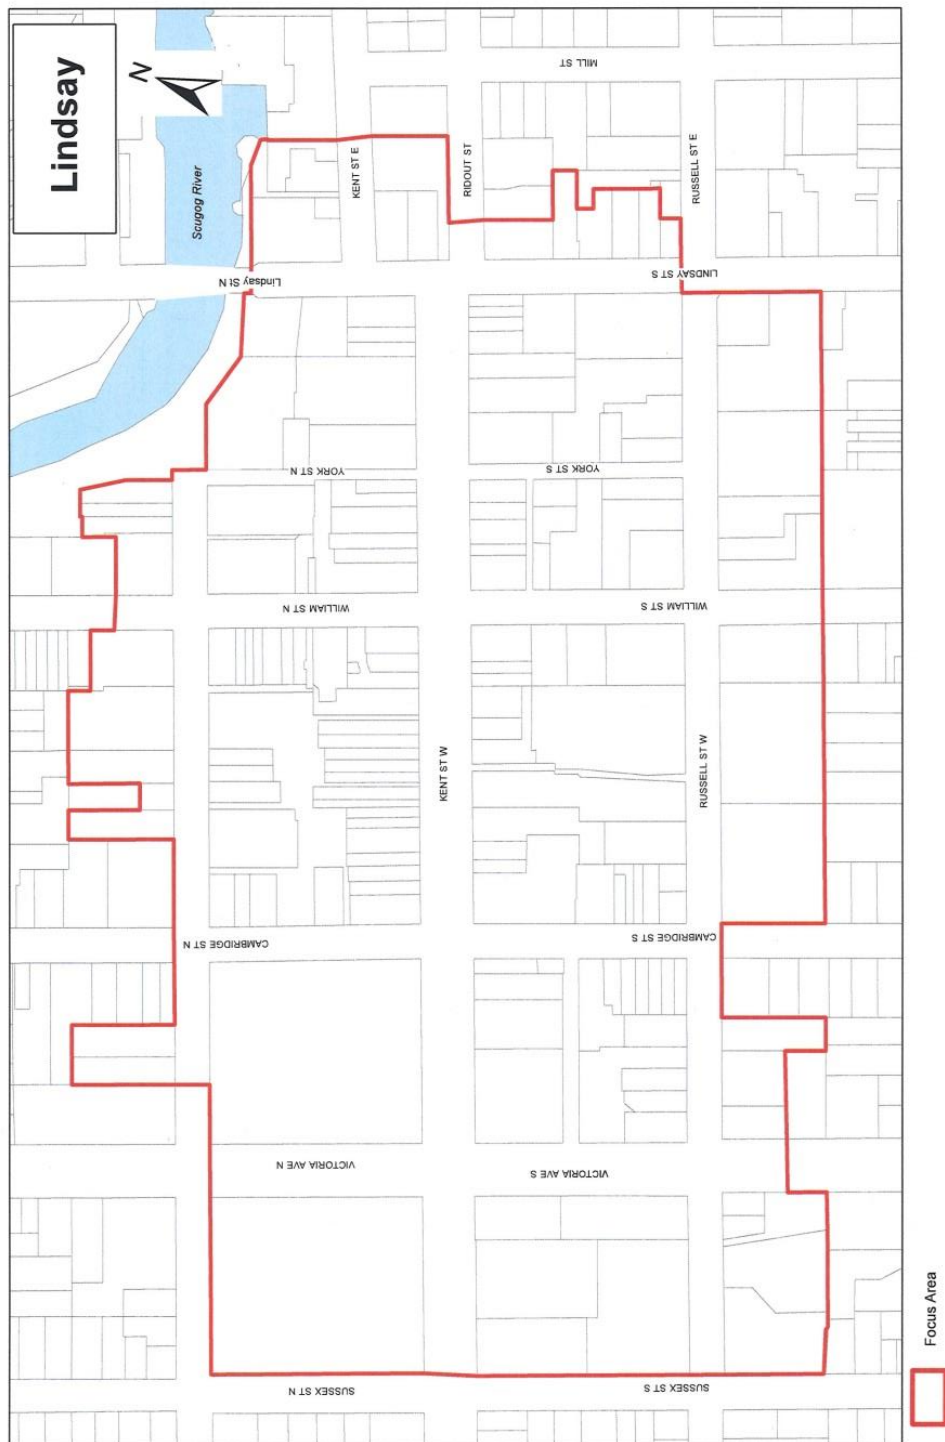 Lindsay
N
Scugog River
MILL ST
KENT ST E
RIDOUT ST
RUSSELL ST E
Lindsay St N
LINDSAY ST S
YORK ST N
YORK ST S
WILLIAM ST N
WILLIAM ST S
KENT ST W
RUSSELL ST W
CAMBRIDGE ST N
CAMBRIDGE ST S
VICTORIA AVE N
VICTORIA AVE S
SUSSEX ST N
SUSSEX ST S
Focus Area